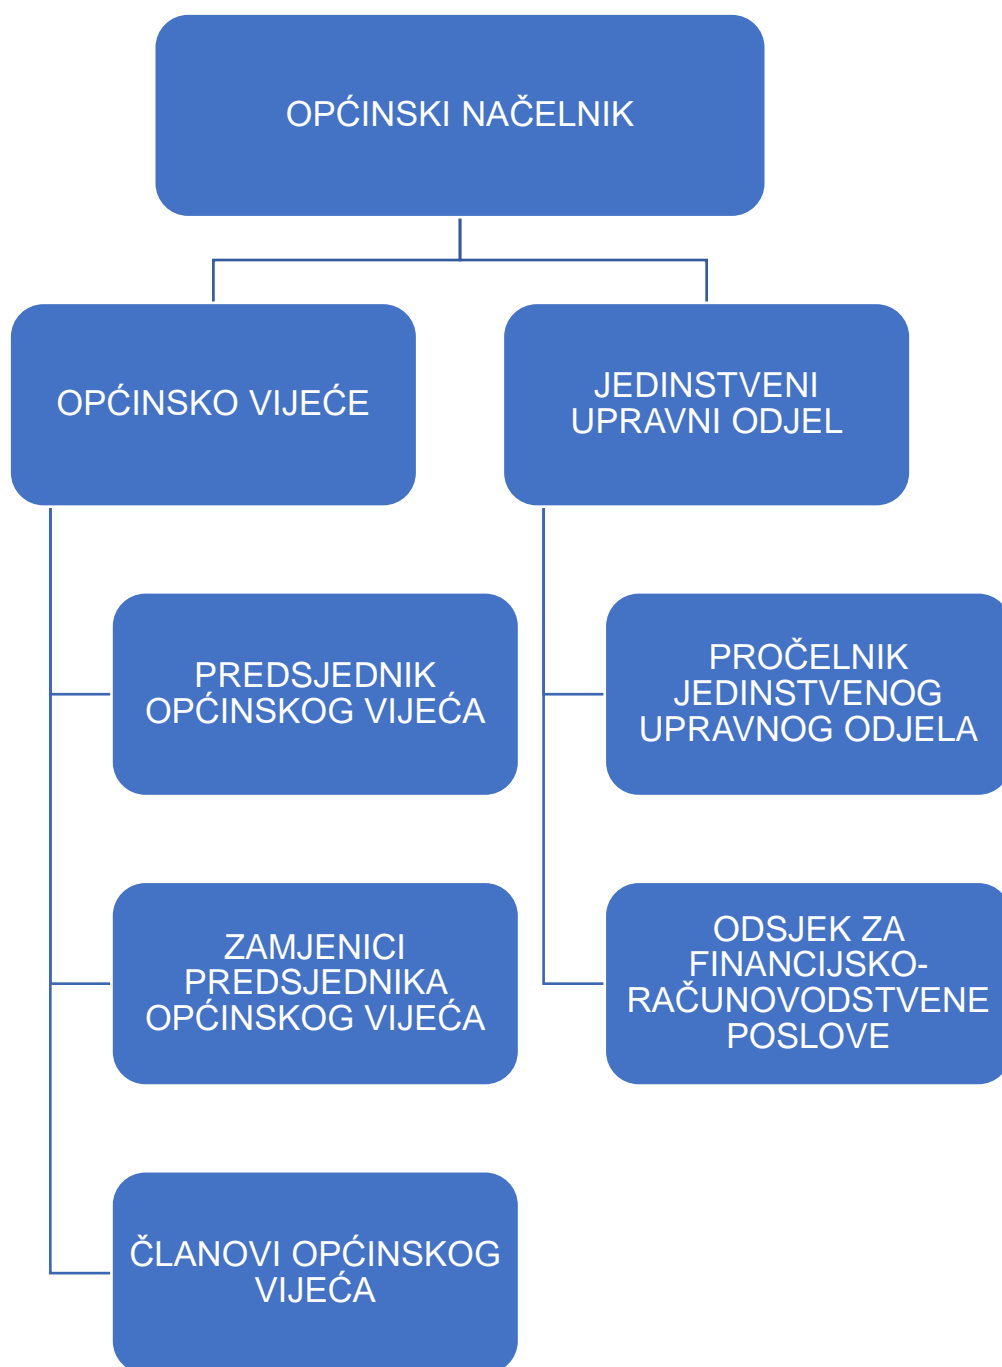 OPĆINSKI NAČELNIK
OPĆINSKO VIJEĆE
JEDINSTVENI
UPRAVNI ODJEL
PREDSJEDNIK
OPĆINSKOG VIJEĆA
PROČELNIK
JEDINSTVENOG
UPRAVNOG ODJELA
ZAMJENICI
PREDSJEDNIKA
OPĆINSKOG VIJEĆA
ODSJEK ZA
FINANCIJSKO-
RAČUNOVODSTVENE
POSLOVE
ČLANOVI OPĆINSKOG
VIJEĆA